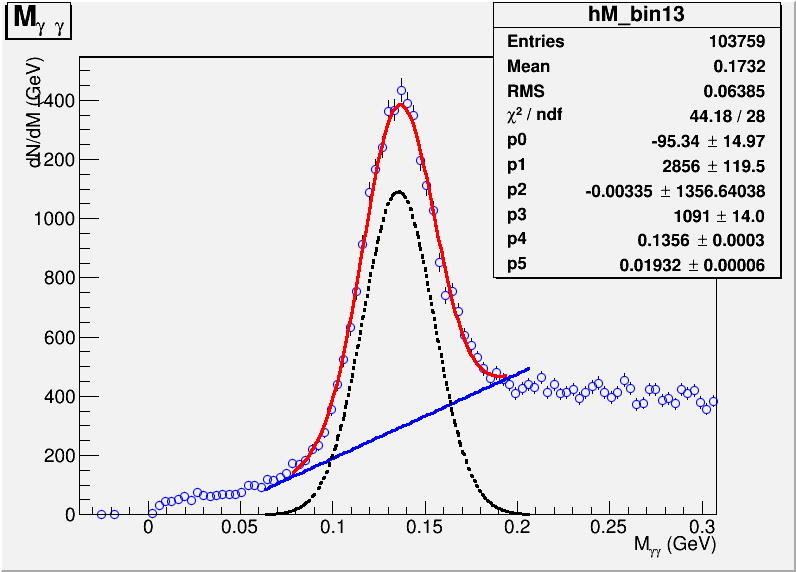 M γ γ
hM_bin13
Entries 103759
Mean 0.1732
RMS 0.06385
χ² / ndf 44.18 / 28
p0 -95.34 ± 14.97
p1 2856 ± 119.5
p2 -0.00335 ± 1356.64038
p3 1091 ± 14.0
p4 0.1356 ± 0.0003
p5 0.01932 ± 0.00006
dN/dM (GeV)
1400
1200
1000
800
600
400
200
0
0 0.05 0.1 0.15 0.2 0.25 0.3
M γγ (GeV)